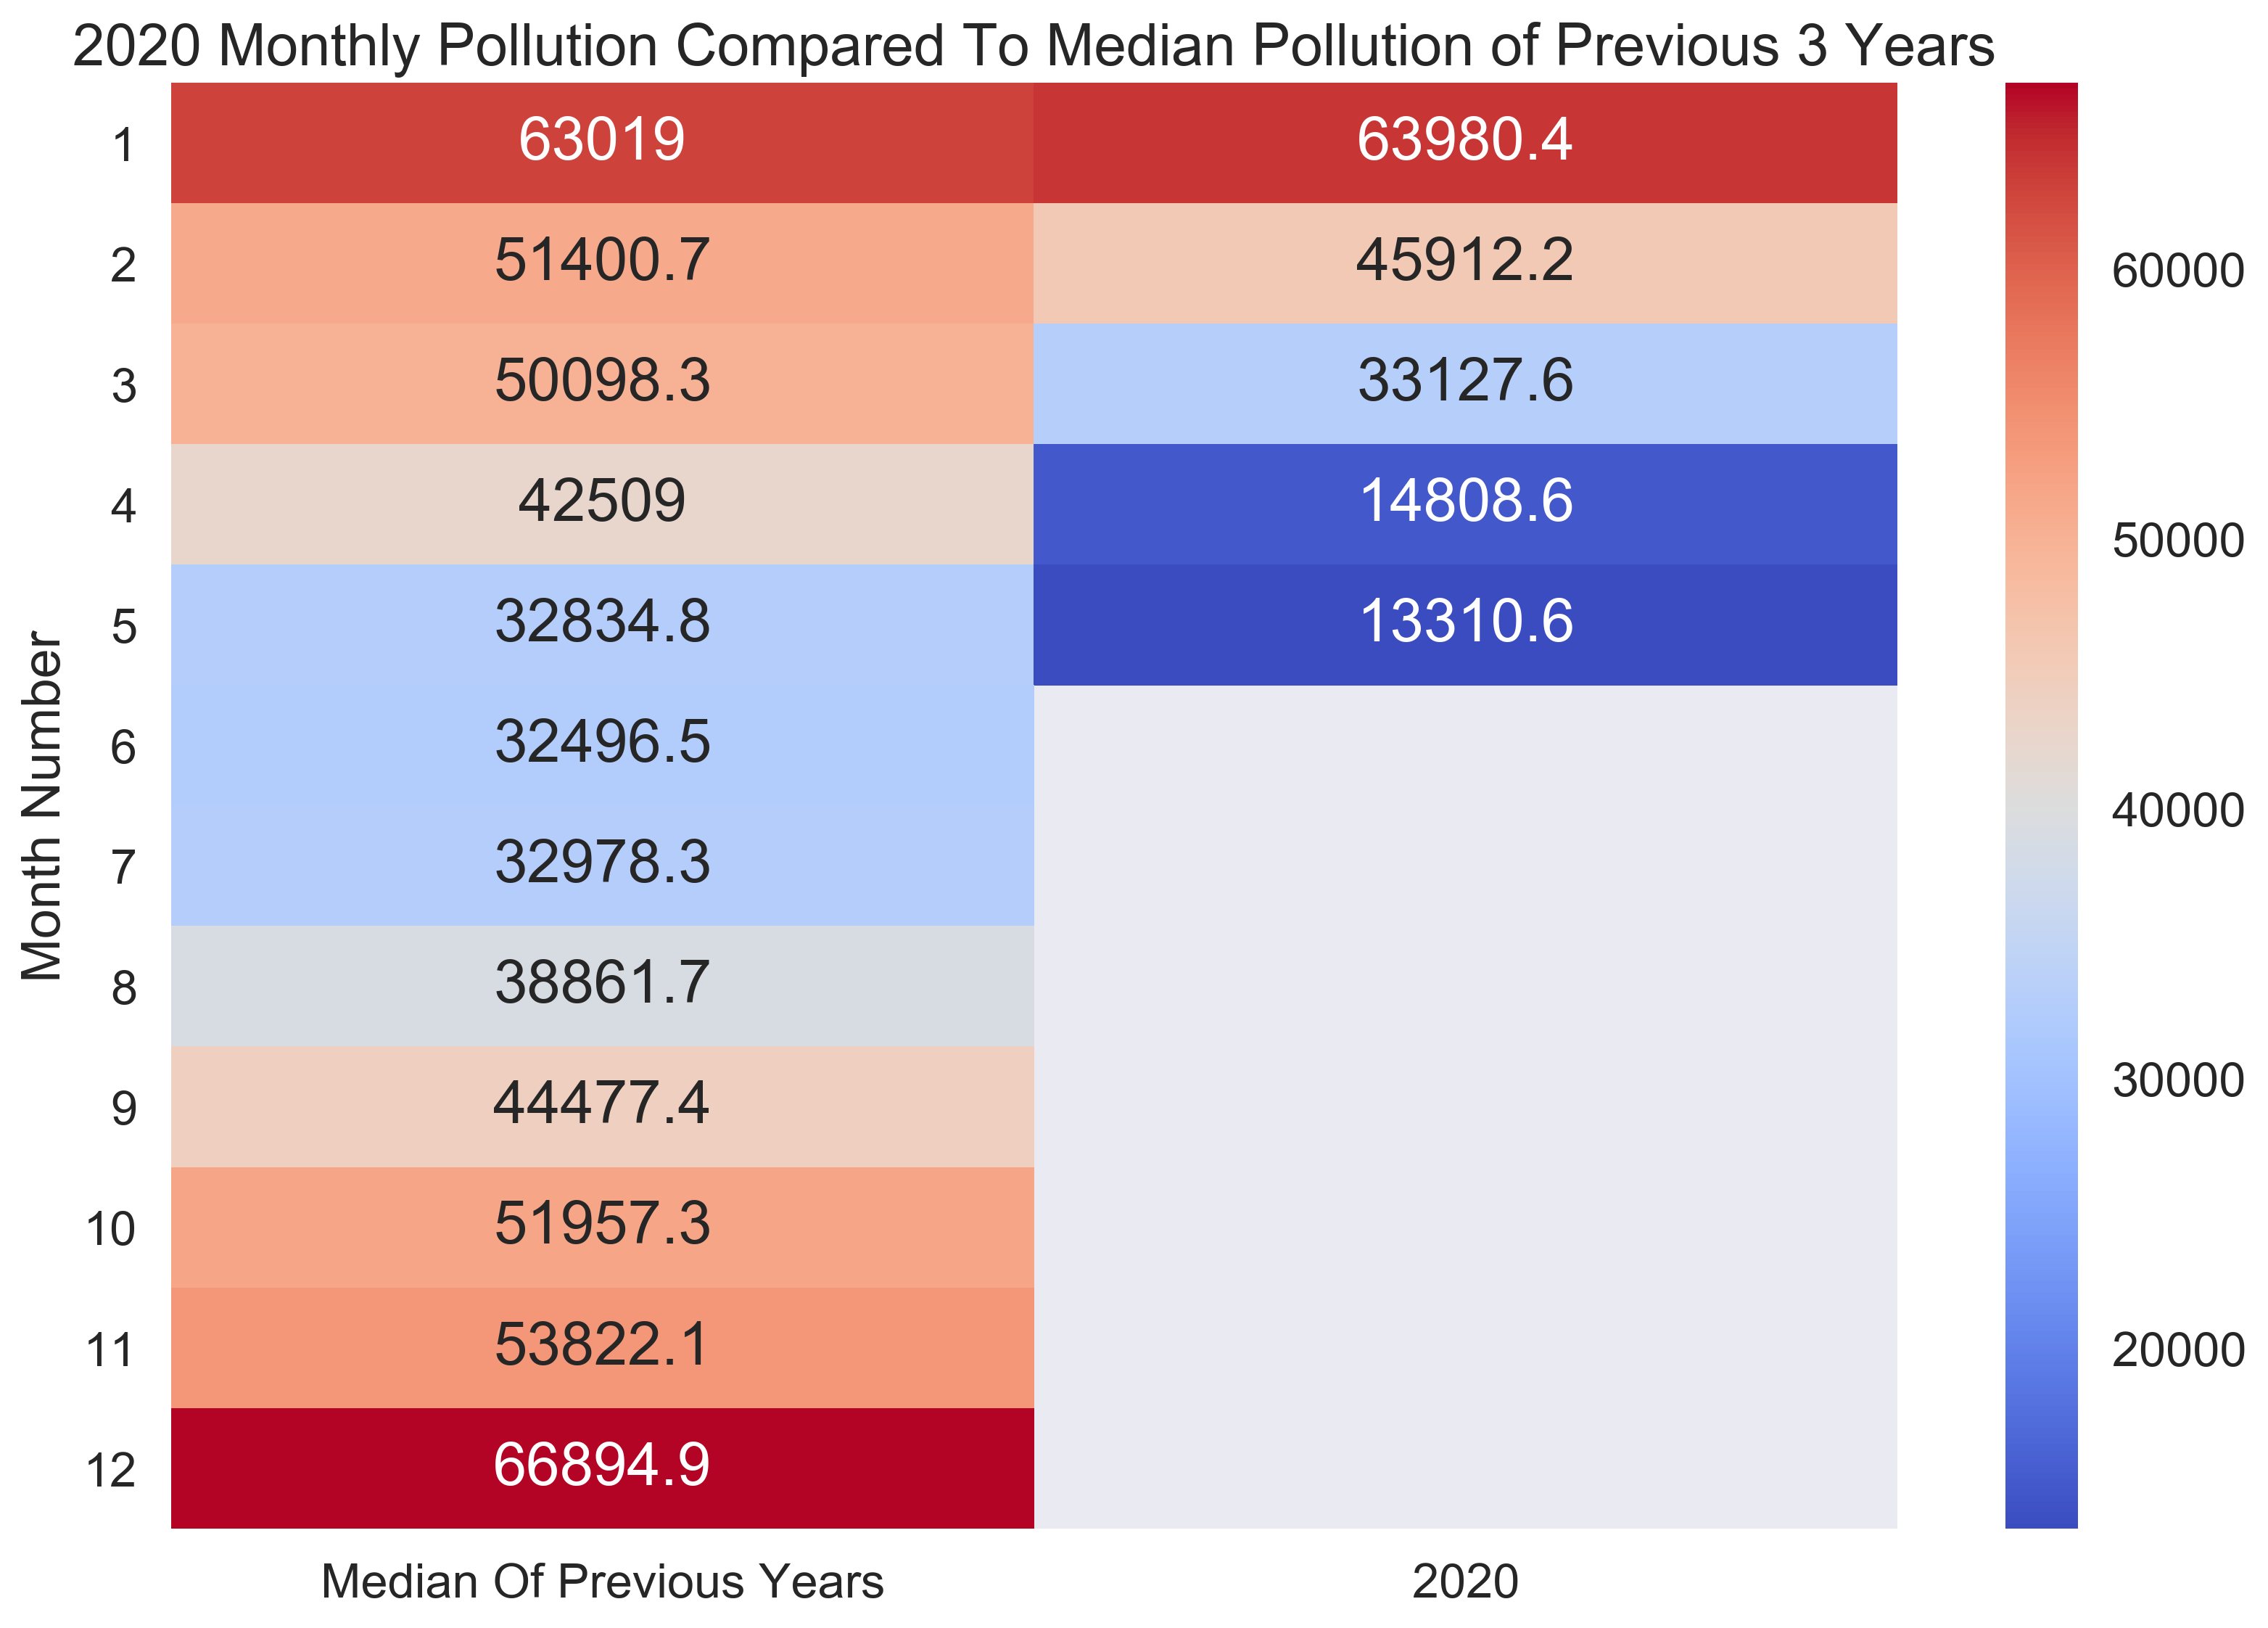 2020 Monthly Pollution Compared To Median Pollution of Previous 3 Years
Month Number
1 63019 63980.4
2 51400.7 45912.2
3 50098.3 33127.6
4 42509 14808.6
5 32834.8 13310.6
6 32496.5
7 32978.3
8 38861.7
9 44477.4
10 51957.3
11 53822.1
12 66894.9
Median Of Previous Years 2020
60000
50000
40000
30000
20000